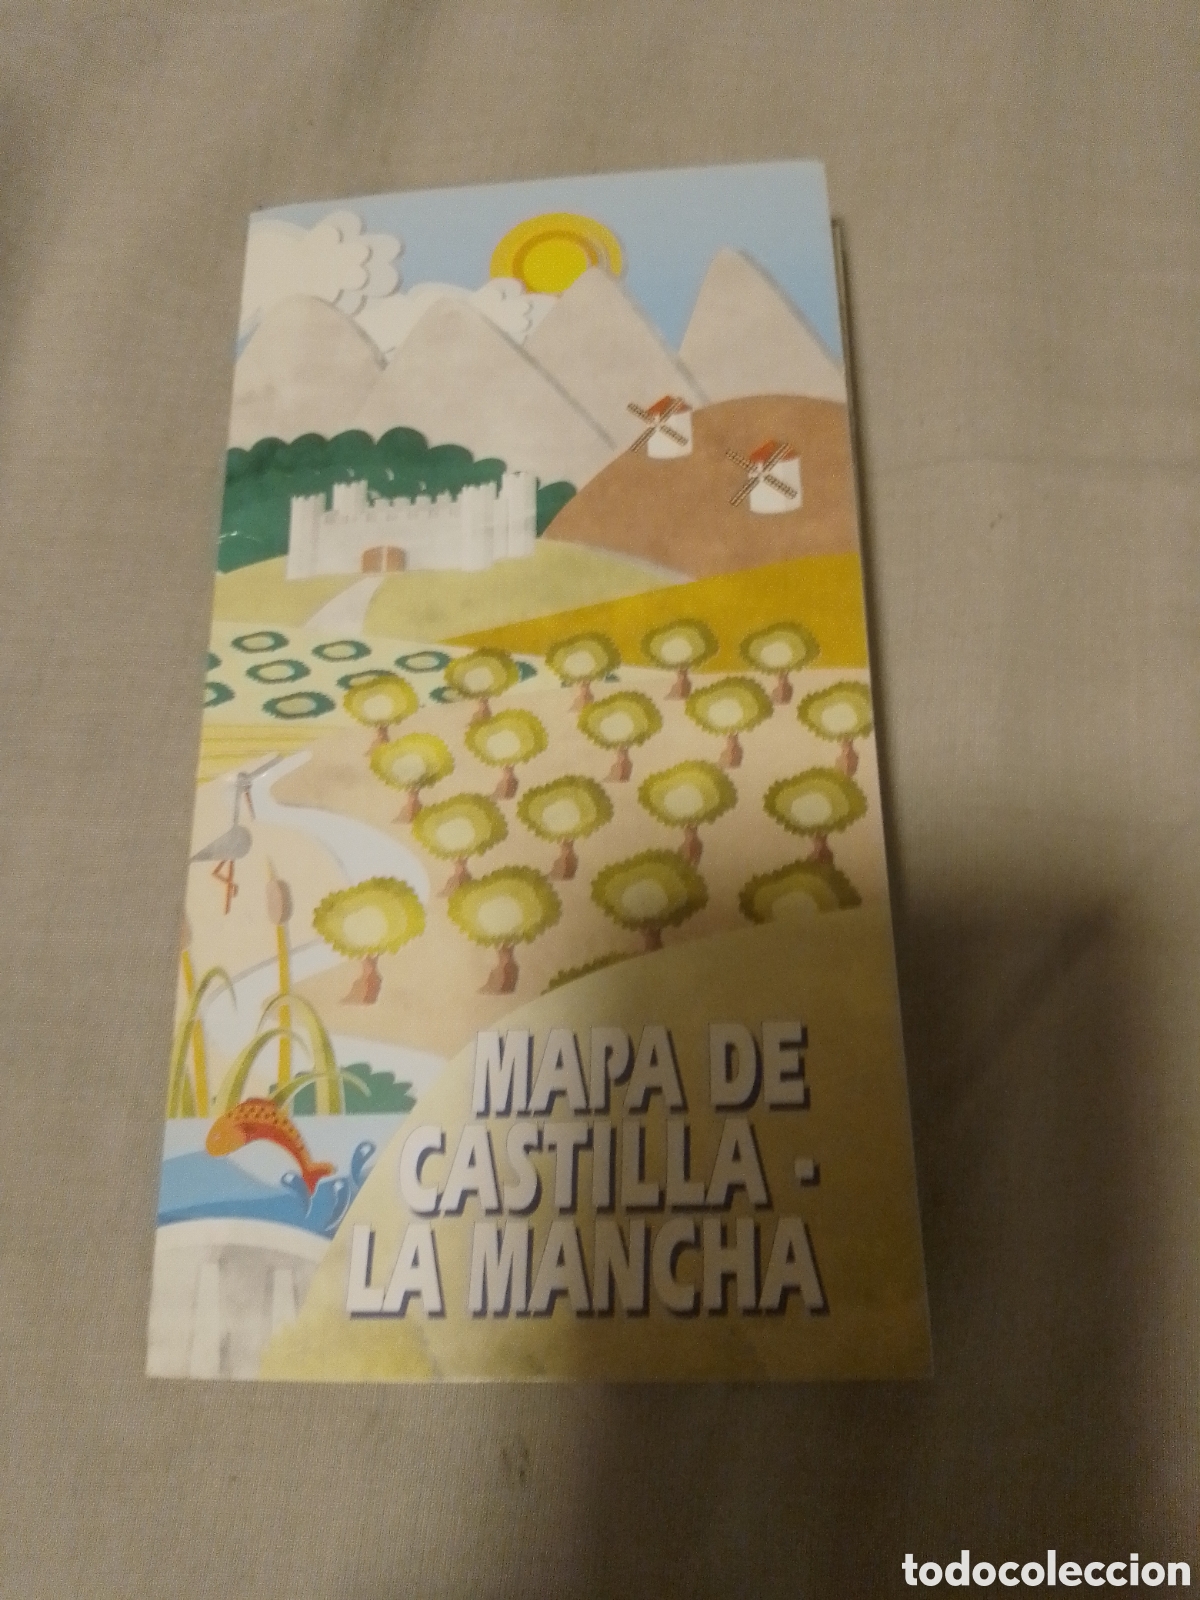 MAPA DE
CASTILLA -
LA MANCHA
todocoleccion